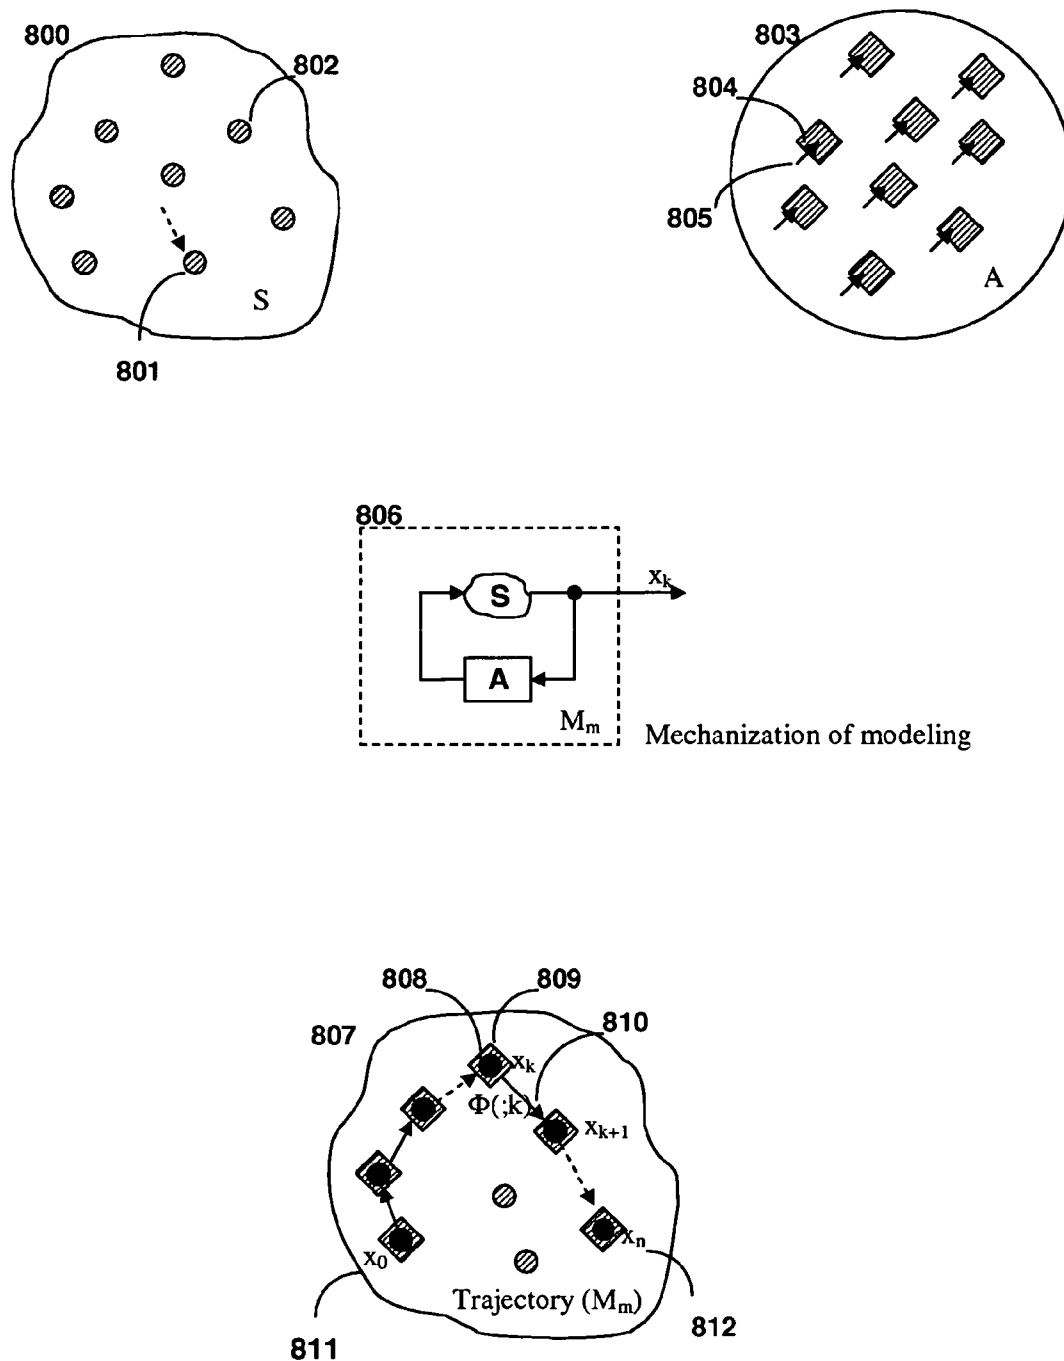 800
802
S
801
803
804
805
A
806
S
xk
A
Mm
Mechanization of modeling
808
809
807
810
xk
Φ(;k)
xk+1
x0
xn
Trajectory (Mm)
811
812